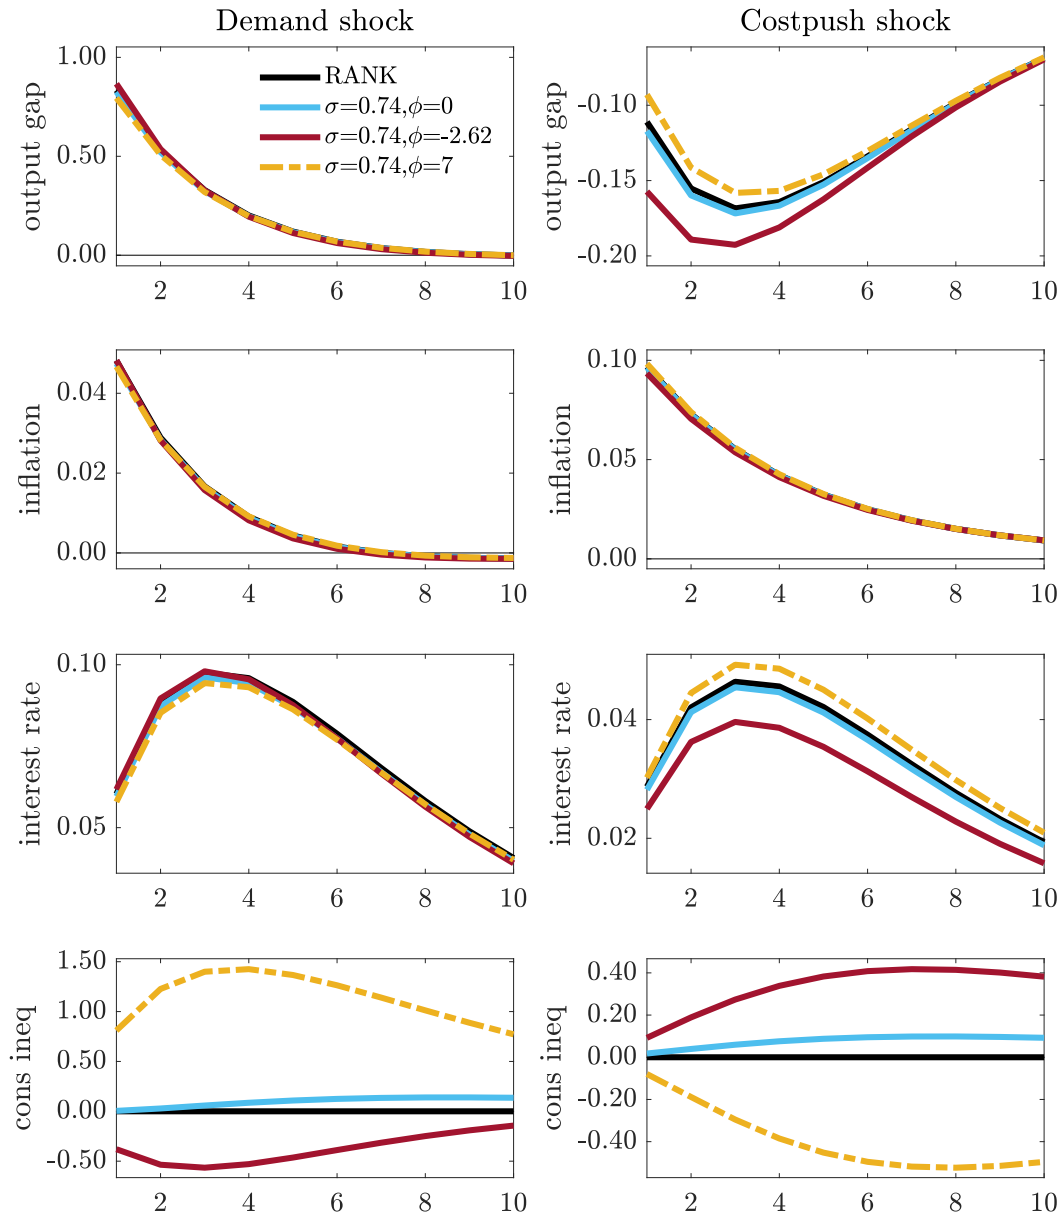 Demand shock
Costpush shock
output gap
1.00
0.50
0.00
RANK
σ=0.74,ϕ=0
σ=0.74,ϕ=-2.62
σ=0.74,ϕ=7
2 4 6 8 10
output gap
-0.10
-0.15
-0.20
2 4 6 8 10
inflation
0.04
0.02
0.00
2 4 6 8 10
inflation
0.10
0.05
0.00
2 4 6 8 10
interest rate
0.10
0.05
2 4 6 8 10
interest rate
0.04
0.02
2 4 6 8 10
cons ineq
1.50
1.00
0.50
0.00
-0.50
2 4 6 8 10
cons ineq
0.40
0.20
0.00
-0.20
-0.40
2 4 6 8 10